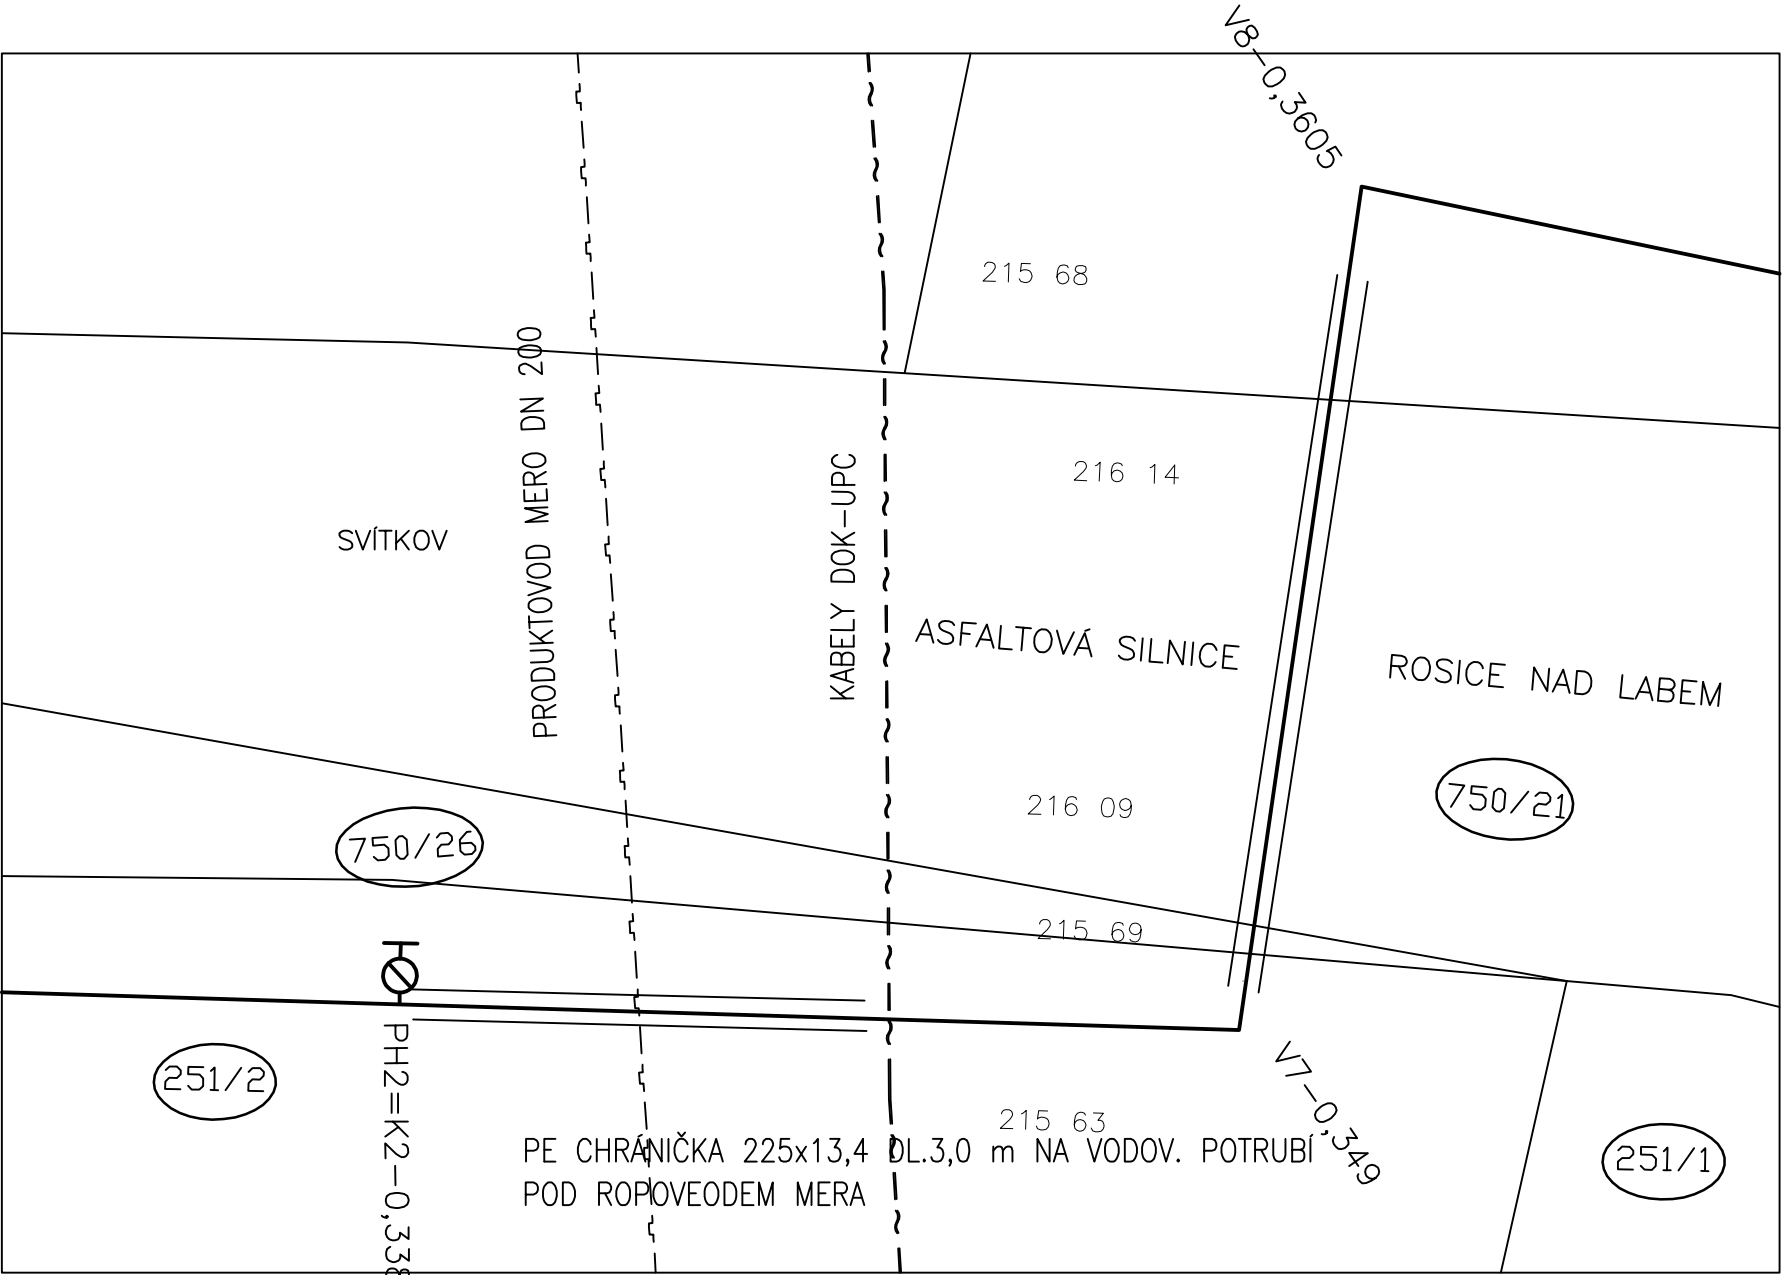 V8-0,3605
215 68
PRODUKTOVOD MERO DN 200
KABELY DOK-UPC
216 14
SVÍTKOV
ASFALTOVÁ SILNICE
ROSICE NAD LABEM
750/21
216 09
750/26
215 69
PH2=K2-0,338
251/2
V7-0,349
215 63
PE CHRÁNIČKA 225x13,4 DL.3,0 m NA VODOV. POTRUBÍ
POD ROPOVEODEM MERA
251/1